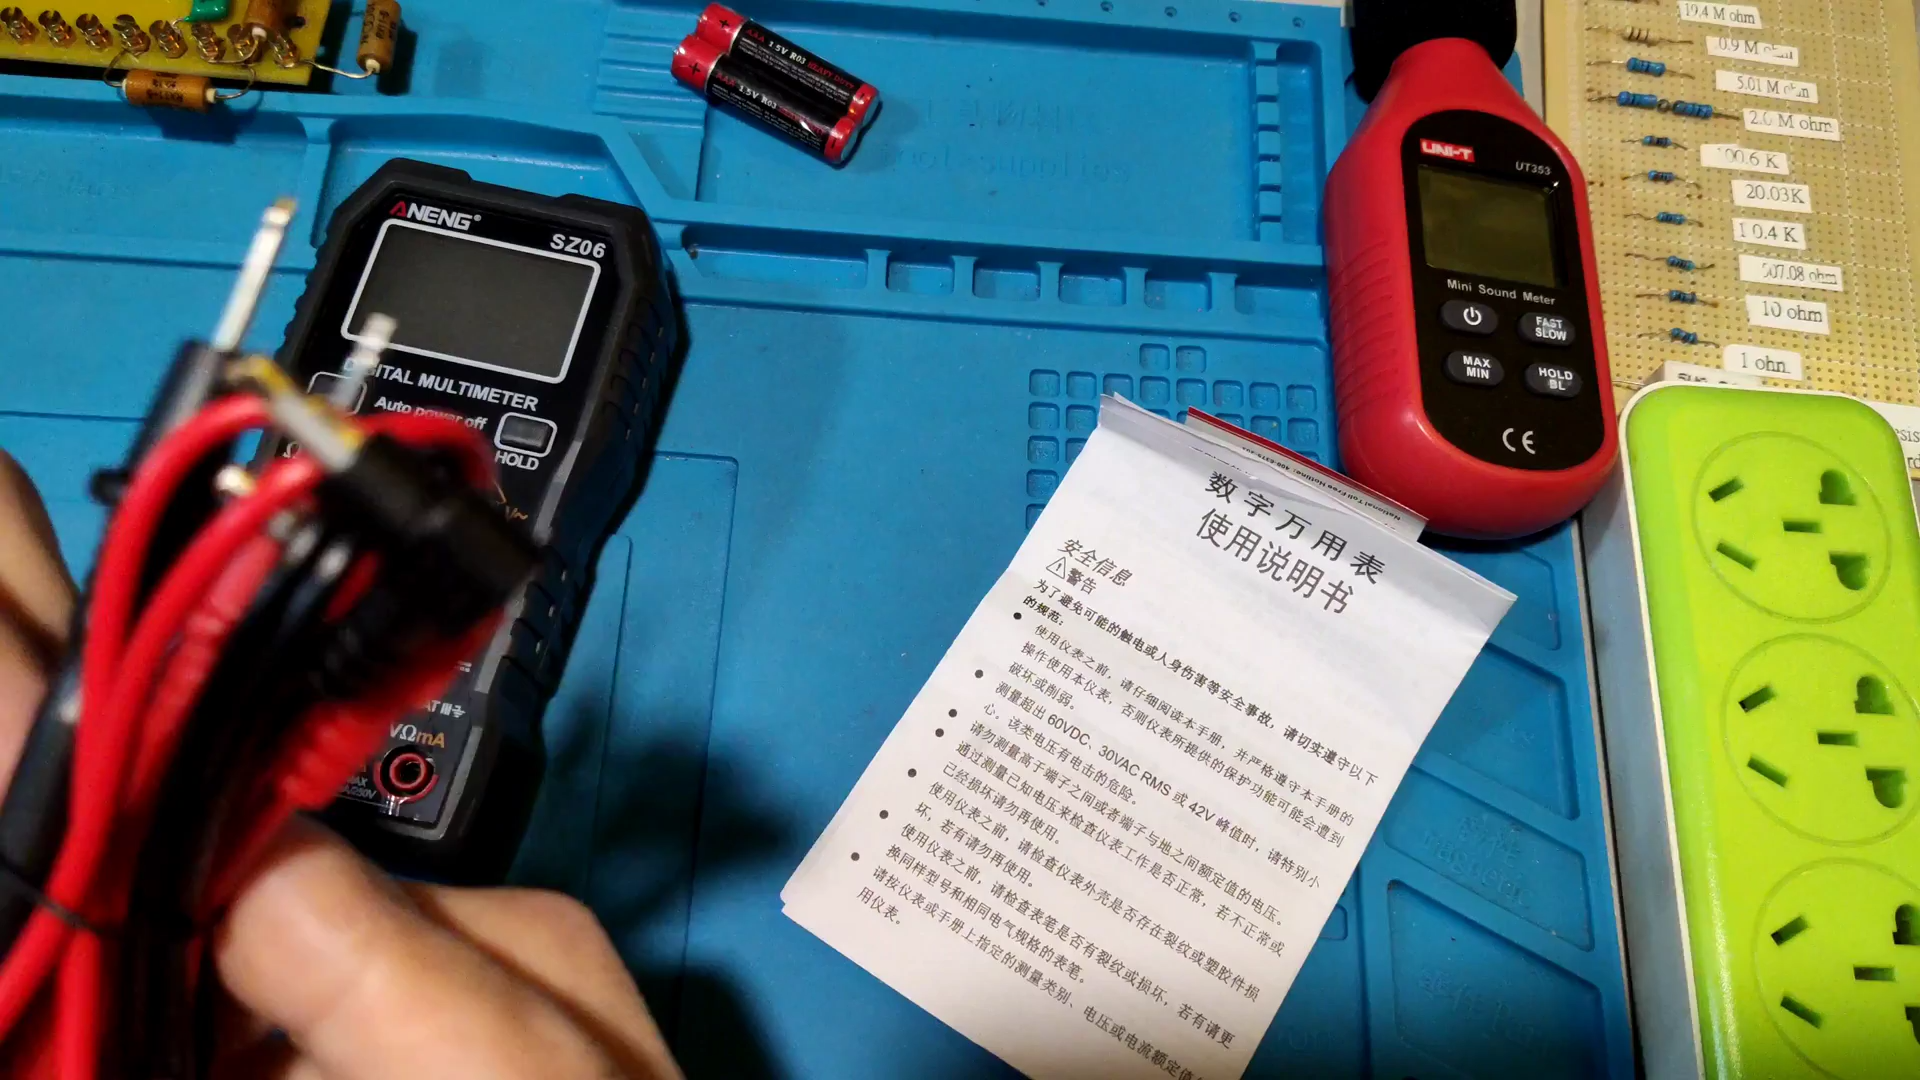 AAA 1.5V R03 HEAVY DUTY
AAA 1.5V R03
ANENG®
SZ06
DIGITAL MULTIMETER
Auto power off
HOLD
VΩmA
UNI-T
UT353
Mini Sound Meter
FAST
SLOW
MAX
MIN
HOLD
BL
CE
19.4 M ohm
5.01 M ohm
2.0 M ohm
100.6 K
20.03K
10.4 K
507.08 ohm
10 ohm
1 ohm
National Toll Free Hotline:
数字万用表
使用说明书
安全信息
警告
为了避免可能的触电或人身伤害等安全事故，请切实遵守以下
的规范：
● 使用仪表之前，请仔细阅读本手册，并严格遵守本手册的
操作使用本仪表，否则仪表所提供的保护功能可能会遭到
破坏或削弱。
● 测量超出 60VDC、30VAC RMS 或 42V 峰值时，请特别小
心。该类电压有电击的危险。
● 请勿测量高于端子之间或者端子与地之间额定值的电压。
● 通过测量已知电压来检查仪表工作是否正常，若不正常或
已经损坏请勿再使用。
● 使用仪表之前，请检查仪表外壳是否存在裂纹或塑胶件损
坏，若有请勿再使用。
● 使用仪表之前，请检查表笔是否有裂纹或损坏，若有请更
换同样型号和相同电气规格的表笔。
● 请按仪表或手册上指定的测量类别、电压或电流额定值
用仪表。